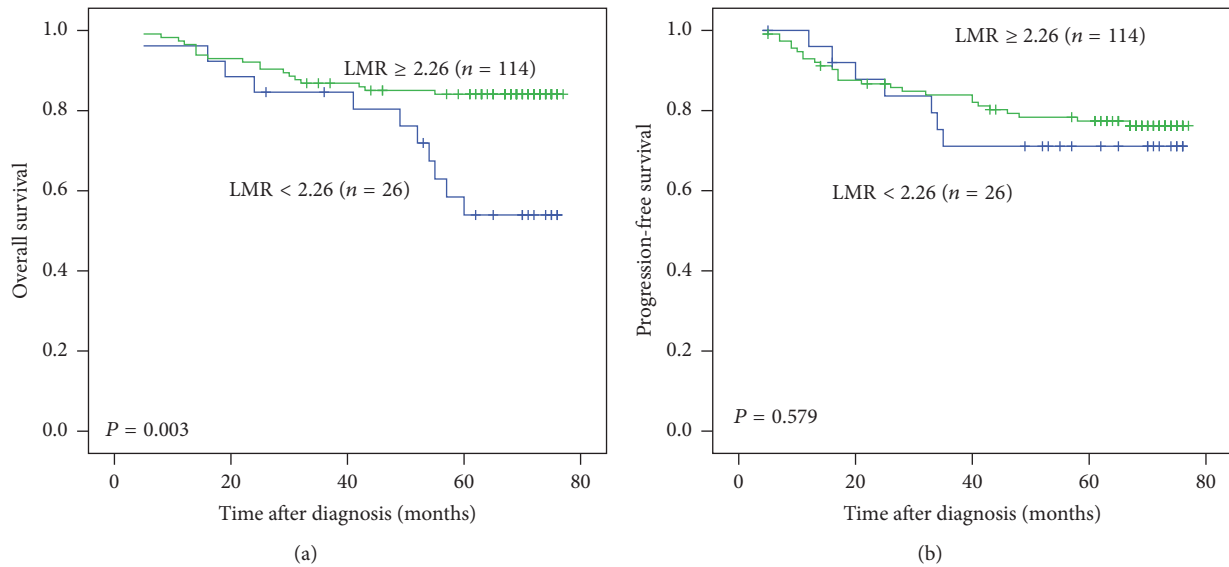 1.0
0.8
0.6
0.4
0.2
0.0
Overall survival
LMR ≥ 2.26 (n = 114)
LMR < 2.26 (n = 26)
P = 0.003
0 20 40 60 80
Time after diagnosis (months)
(a)
1.0
0.8
0.6
0.4
0.2
0.0
Progression-free survival
LMR ≥ 2.26 (n = 114)
LMR < 2.26 (n = 26)
P = 0.579
0 20 40 60 80
Time after diagnosis (months)
(b)